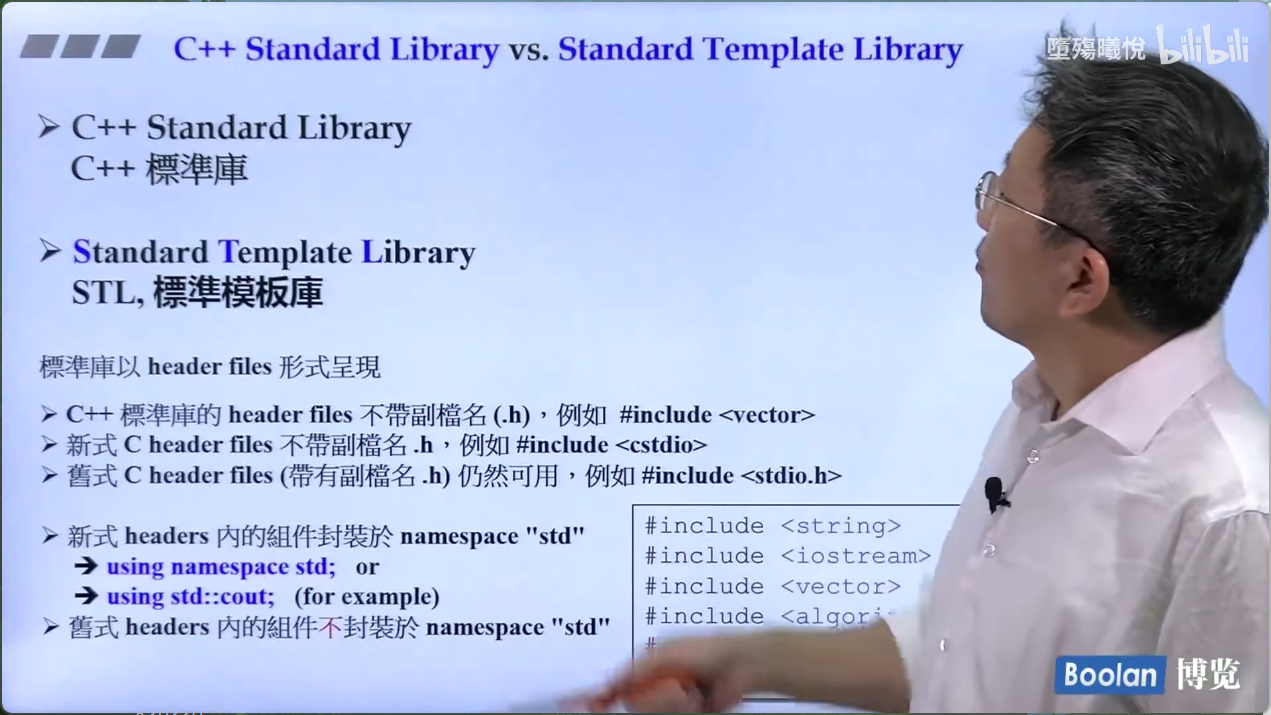 C++ Standard Library vs. Standard Template Library
墮殤曦悅 bilibili
➢ C++ Standard Library
C++ 標準庫
➢ Standard Template Library
STL, 標準模板庫
標準庫以 header files 形式呈現
➢ C++ 標準庫的 header files 不帶副檔名 (.h)，例如 #include <vector>
➢ 新式 C header files 不帶副檔名 .h，例如 #include <cstdio>
➢ 舊式 C header files (帶有副檔名 .h) 仍然可用，例如 #include <stdio.h>
➢ 新式 headers 內的組件封裝於 namespace "std"
➔ using namespace std; or
➔ using std::cout; (for example)
➢ 舊式 headers 內的組件不封裝於 namespace "std"
#include <string>
#include <iostream>
#include <vector>
#include
#
Boolan 博览